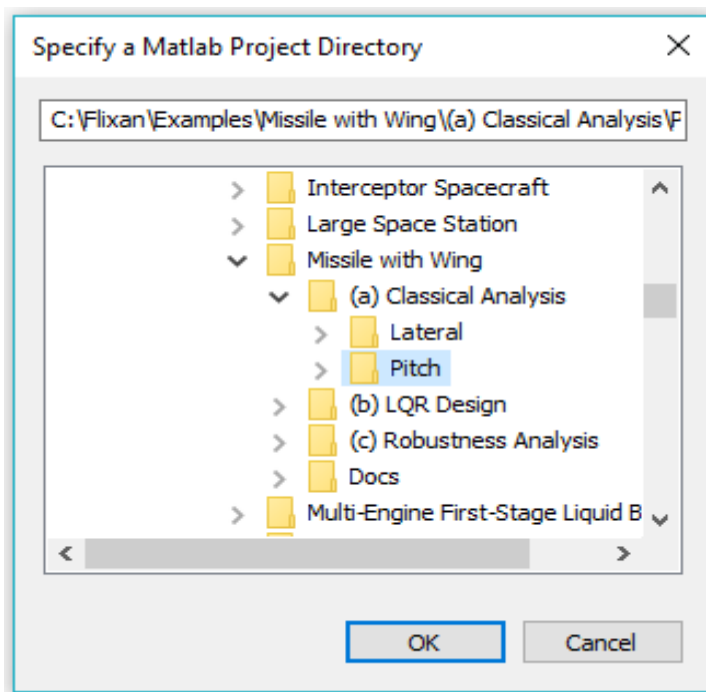 Specify a Matlab Project Directory
C:\Flixan\Examples\Missile with Wing\(a) Classical Analysis\P
Interceptor Spacecraft
Large Space Station
Missile with Wing
(a) Classical Analysis
Lateral
Pitch
(b) LQR Design
(c) Robustness Analysis
Docs
Multi-Engine First-Stage Liquid B
OK Cancel